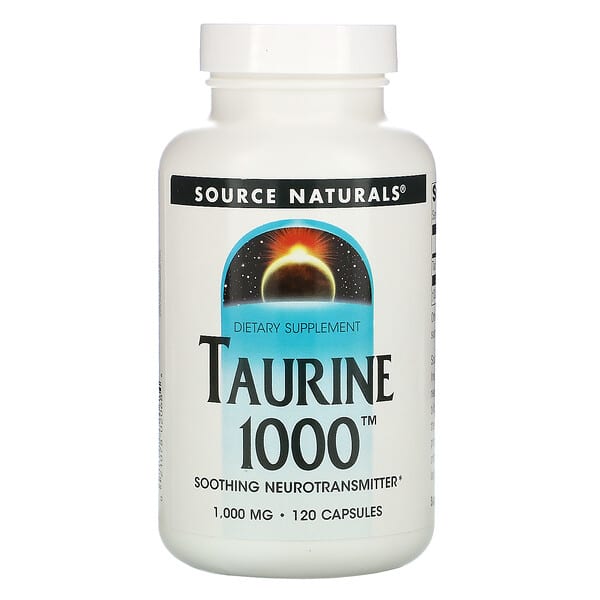 SOURCE NATURALS®
DIETARY SUPPLEMENT
TAURINE
1000™
SOOTHING NEUROTRANSMITTER*
1,000 MG • 120 CAPSULES